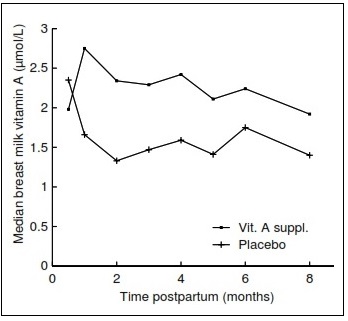 Median breast milk vitamin A (µmol/L)
3
2.5
2
1.5
1
0.5
0
0 2 4 6 8
Time postpartum (months)
Vit. A suppl.
Placebo